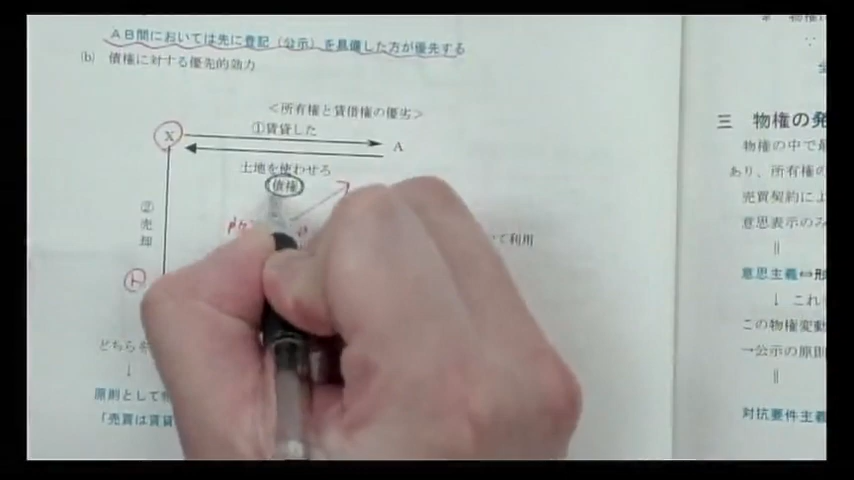 AB間においては先に登記（公示）を具備した方が優先する
(b) 債権に対する優先的効力
＜所有権と賃借権の優劣＞
X
①賃貸した
A
土地を使わせろ
債権
②売却
いて利用
どちらを
↓
原則として
「売買は賃貸
三 物権の発
物権の中で最
あり、所有権の
売買契約によ
意思表示のみ
||
意思主義⇔形
↓ これ
この物権変動
→公示の原則
||
対抗要件主義